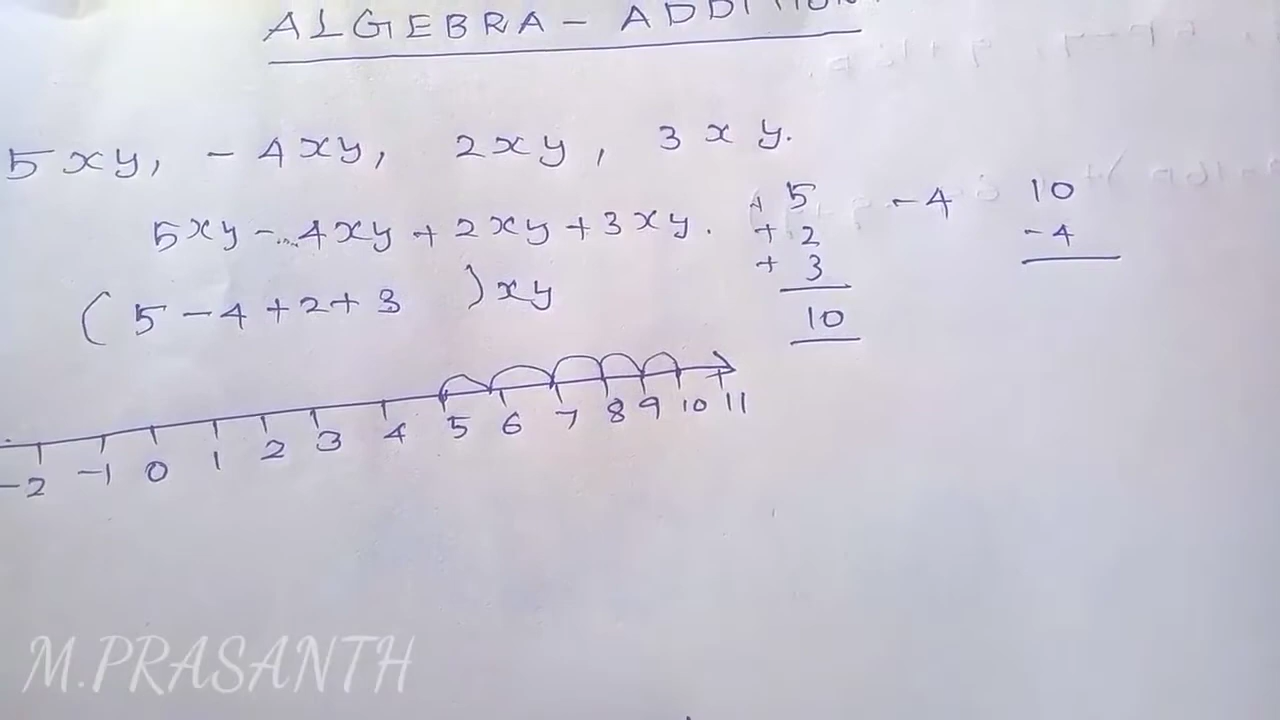 ALGEBRA - ADDITION
5xy, -4xy, 2xy, 3xy.
5xy - 4xy + 2xy + 3xy.
(5 - 4 + 2 + 3 ) xy
+ 5
+ 2
+ 3
10
-4
10
-4
-2 -1 0 1 2 3 4 5 6 7 8 9 10 11
M.PRASANTH